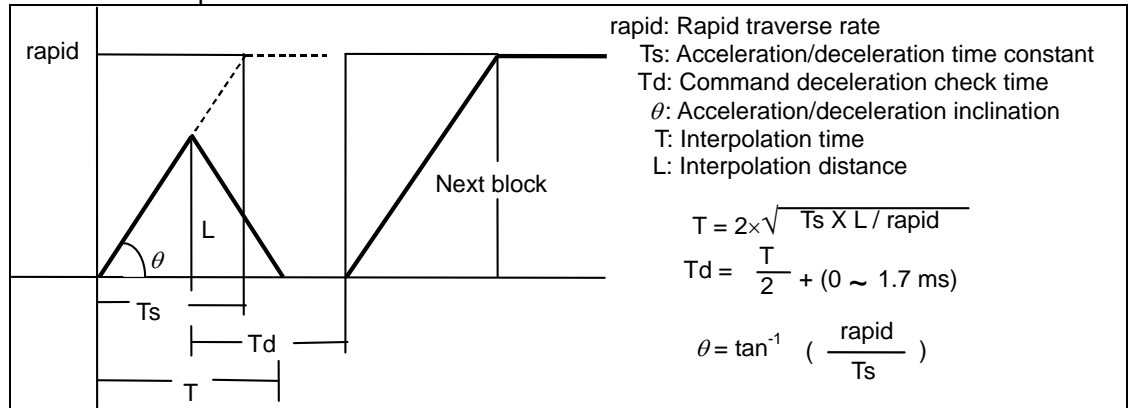 rapid
rapid: Rapid traverse rate
Ts: Acceleration/deceleration time constant
Td: Command deceleration check time
θ: Acceleration/deceleration inclination
T: Interpolation time
L: Interpolation distance
Next block
L
θ
Ts
Td
T
T = 2×√ Ts X L / rapid
Td = T/2 + (0 ~ 1.7 ms)
θ = tan⁻¹ ( rapid/Ts )